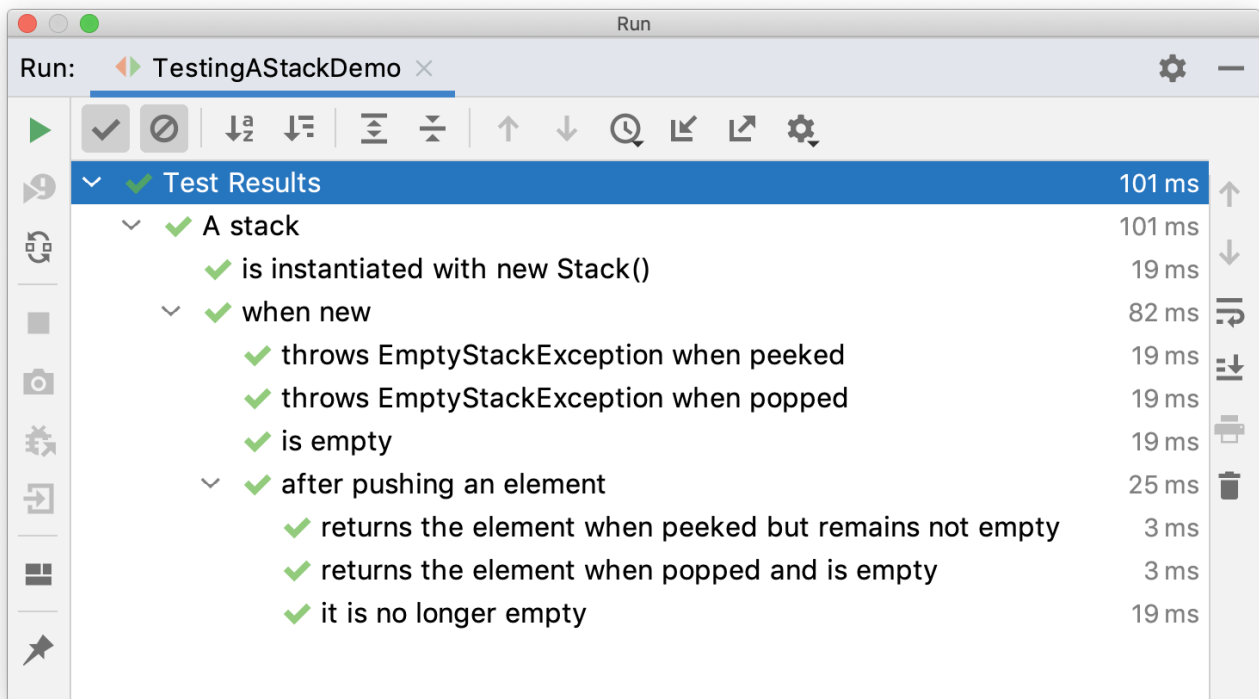 Run
Run: TestingAStackDemo
Test Results 101 ms
A stack 101 ms
is instantiated with new Stack() 19 ms
when new 82 ms
throws EmptyStackException when peeked 19 ms
throws EmptyStackException when popped 19 ms
is empty 19 ms
after pushing an element 25 ms
returns the element when peeked but remains not empty 3 ms
returns the element when popped and is empty 3 ms
it is no longer empty 19 ms